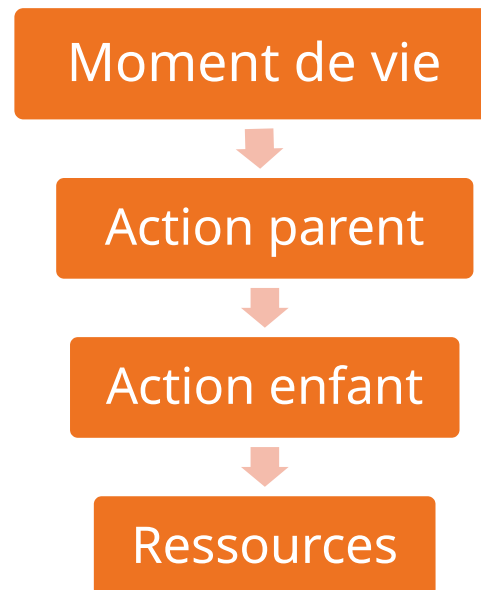 Moment de vie
Action parent
Action enfant
Ressources